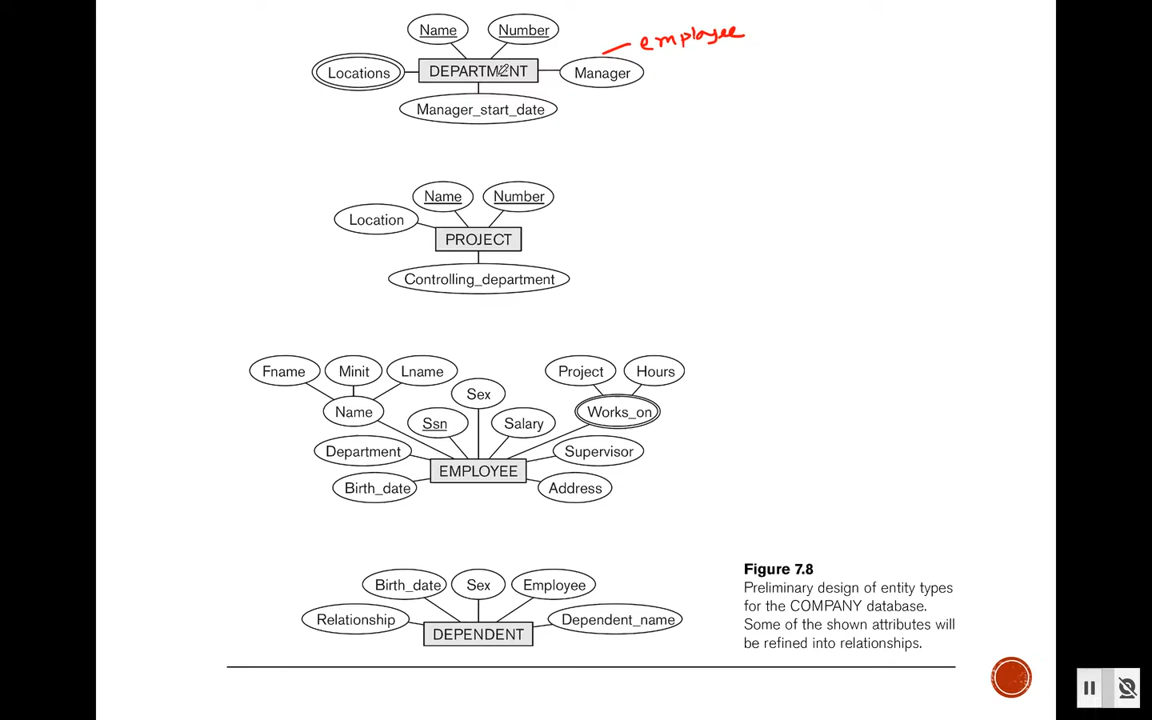 Name
Number
employee
Locations
DEPARTMENT
Manager
Manager_start_date
Name
Number
Location
PROJECT
Controlling_department
Fname
Minit
Lname
Project
Hours
Sex
Name
Works_on
Ssn
Salary
Department
Supervisor
EMPLOYEE
Birth_date
Address
Birth_date
Sex
Employee
Relationship
Dependent_name
DEPENDENT
Figure 7.8
Preliminary design of entity types
for the COMPANY database.
Some of the shown attributes will
be refined into relationships.